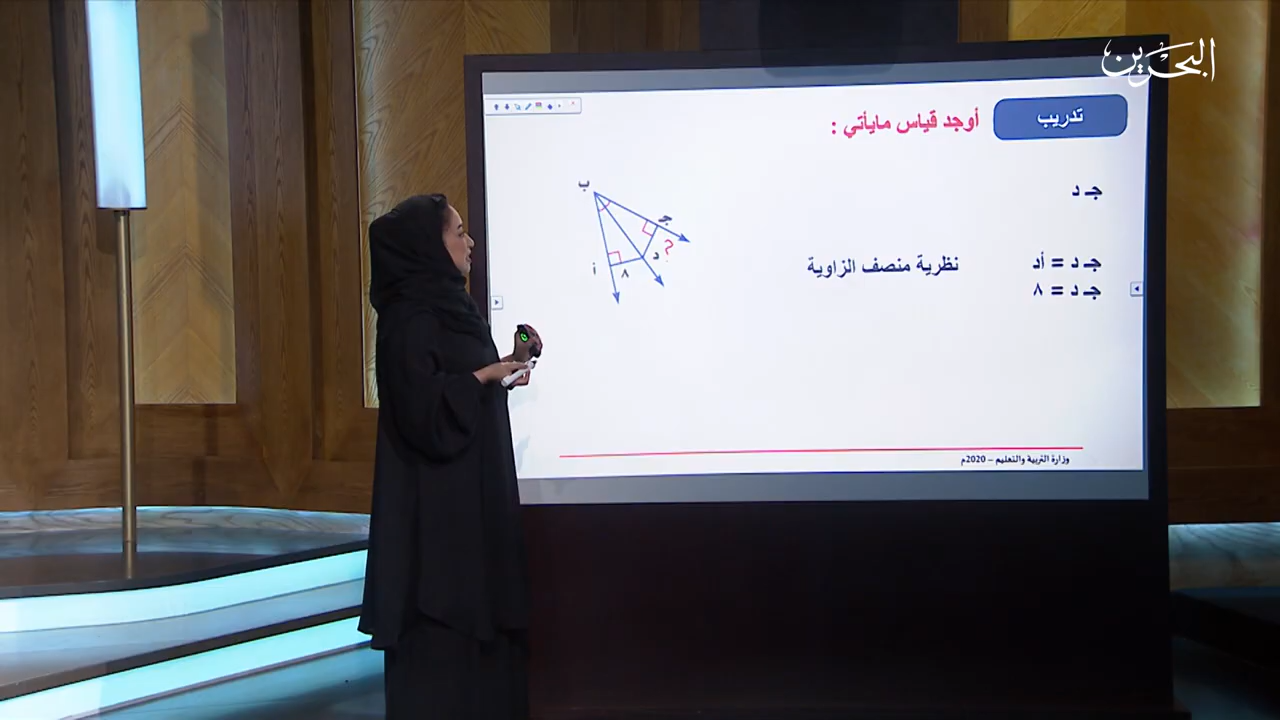 البحرين
تدريب
أوجد قياس مايأتي :
جـ د
ب
جـ
?
د
أ
٨
جـ د = أد نظرية منصف الزاوية
جـ د = ٨
وزارة التربية والتعليم – 2020م